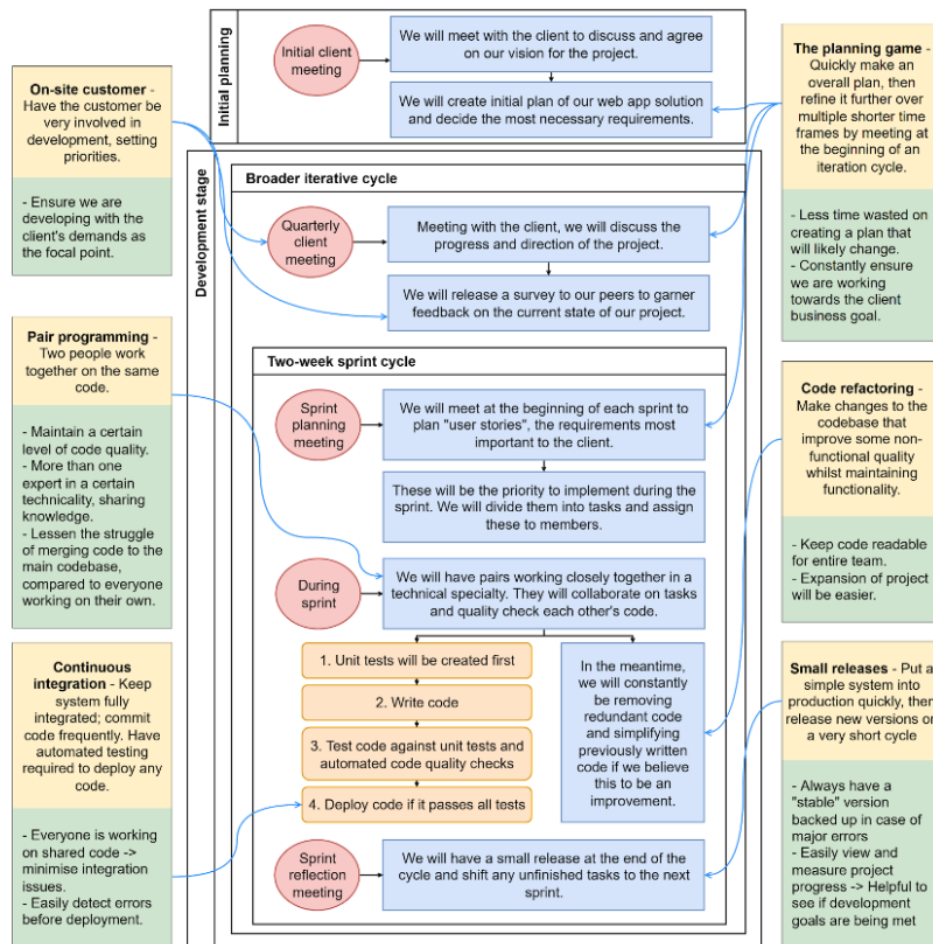 Initial planning
Initial client
meeting
We will meet with the client to discuss and agree
on our vision for the project.
We will create initial plan of our web app solution
and decide the most necessary requirements.
On-site customer -
Have the customer be
very involved in
development, setting
priorities.
- Ensure we are
developing with the
client's demands as
the focal point.
The planning game -
Quickly make an
overall plan, then
refine it further over
multiple shorter time
frames by meeting at
the beginning of an
iteration cycle.
- Less time wasted on
creating a plan that
will likely change.
- Constantly ensure
we are working
towards the client
business goal.
Development stage
Broader iterative cycle
Quarterly
client
meeting
Meeting with the client, we will discuss the
progress and direction of the project.
We will release a survey to our peers to garner
feedback on the current state of our project.
Pair programming -
Two people work
together on the same
code.
- Maintain a certain
level of code quality.
- More than one
expert in a certain
technicality, sharing
knowledge.
- Lessen the struggle
of merging code to the
main codebase,
compared to everyone
working on their own.
Two-week sprint cycle
Sprint
planning
meeting
We will meet at the beginning of each sprint to
plan "user stories", the requirements most
important to the client.
These will be the priority to implement during the
sprint. We will divide them into tasks and assign
these to members.
During
sprint
We will have pairs working closely together in a
technical specialty. They will collaborate on tasks
and quality check each other's code.
1. Unit tests will be created first
2. Write code
3. Test code against unit tests and
automated code quality checks
4. Deploy code if it passes all tests
In the meantime,
we will constantly
be removing
redundant code
and simplifying
previously written
code if we believe
this to be an
improvement.
Sprint
reflection
meeting
We will have a small release at the end of the
cycle and shift any unfinished tasks to the next
sprint.
Code refactoring -
Make changes to the
codebase that
improve some non-
functional quality
whilst maintaining
functionality.
- Keep code readable
for entire team.
- Expansion of project
will be easier.
Continuous
integration - Keep
system fully
integrated; commit
code frequently. Have
automated testing
required to deploy any
code.
- Everyone is working
on shared code ->
minimise integration
issues.
- Easily detect errors
before deployment.
Small releases - Put a
simple system into
production quickly, then
release new versions on
a very short cycle
- Always have a
"stable" version
backed up in case of
major errors
- Easily view and
measure project
progress -> Helpful to
see if development
goals are being met